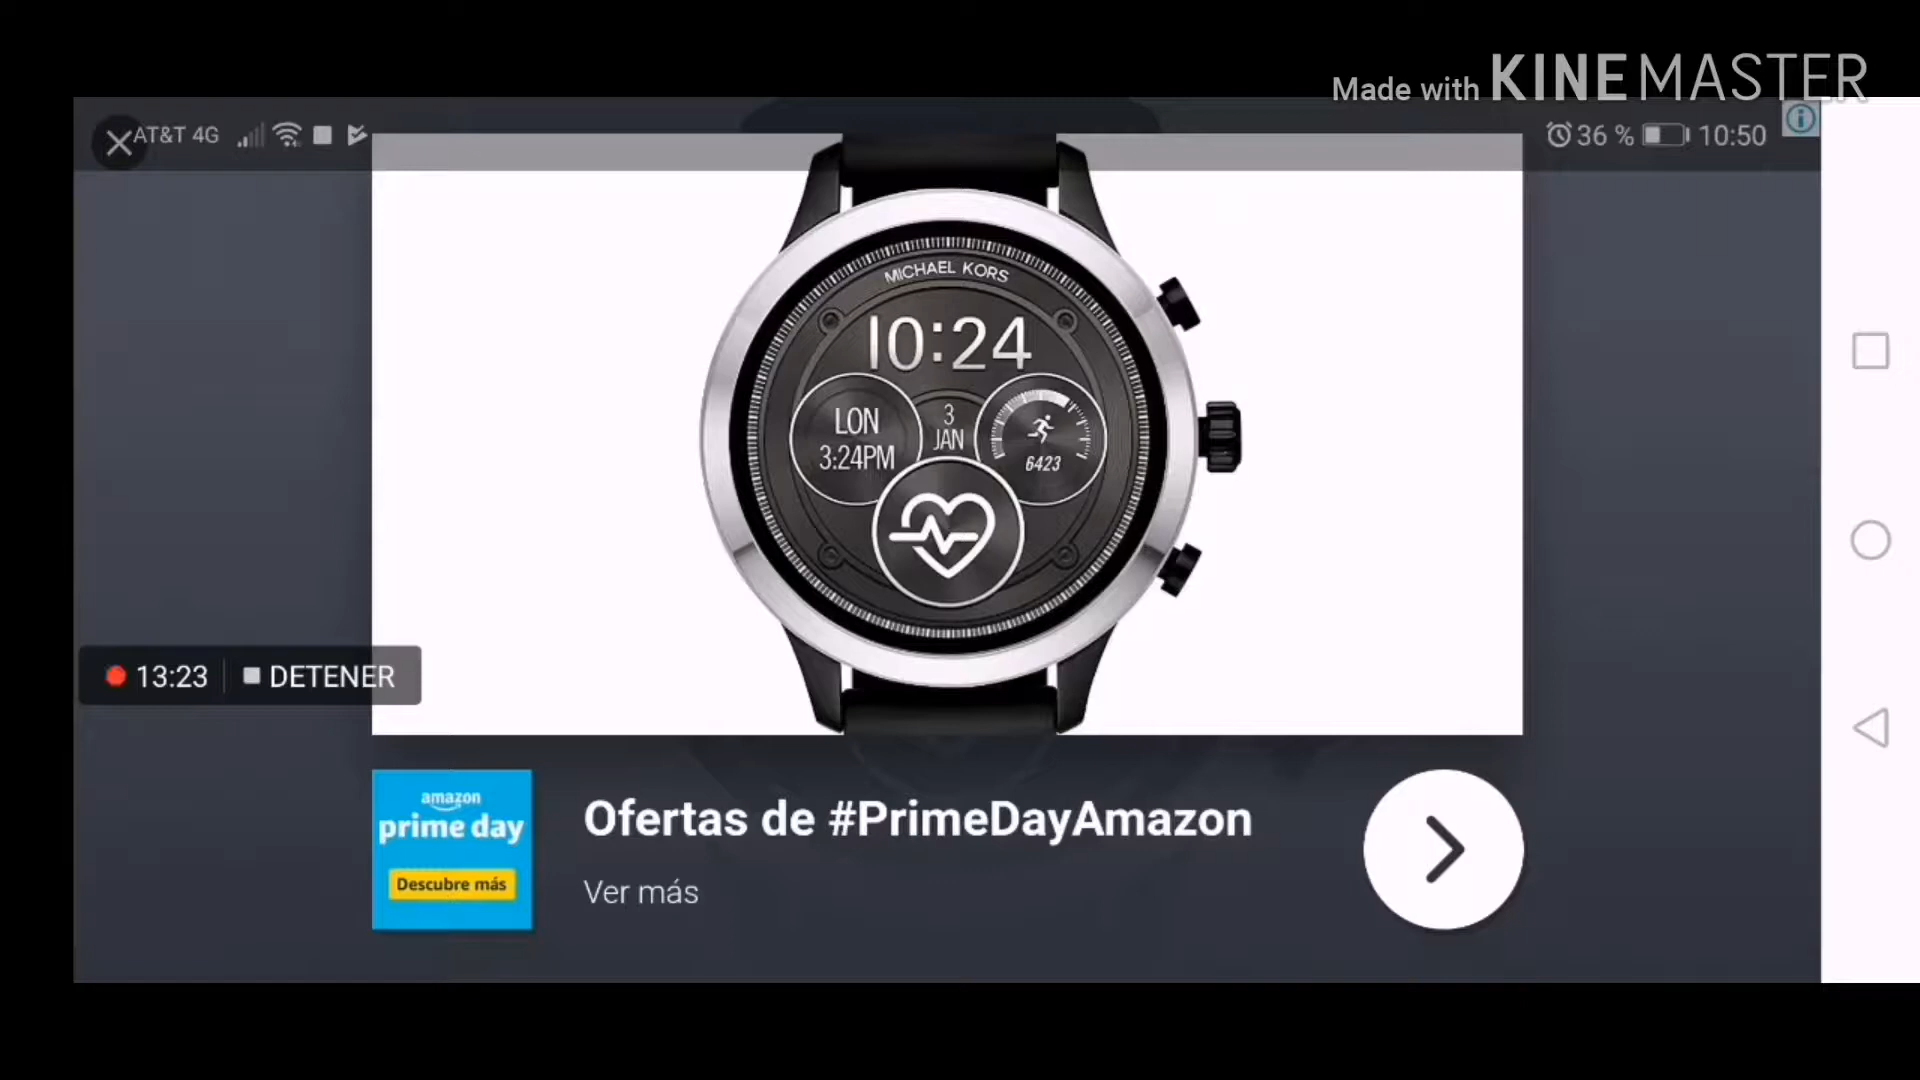 Made with KINEMASTER
AT&T 4G
36 % 10:50
MICHAEL KORS
10:24
LON
3:24PM
3
JAN
6423
13:23 DETENER
amazon
prime day
Descubre más
Ofertas de #PrimeDayAmazon
Ver más